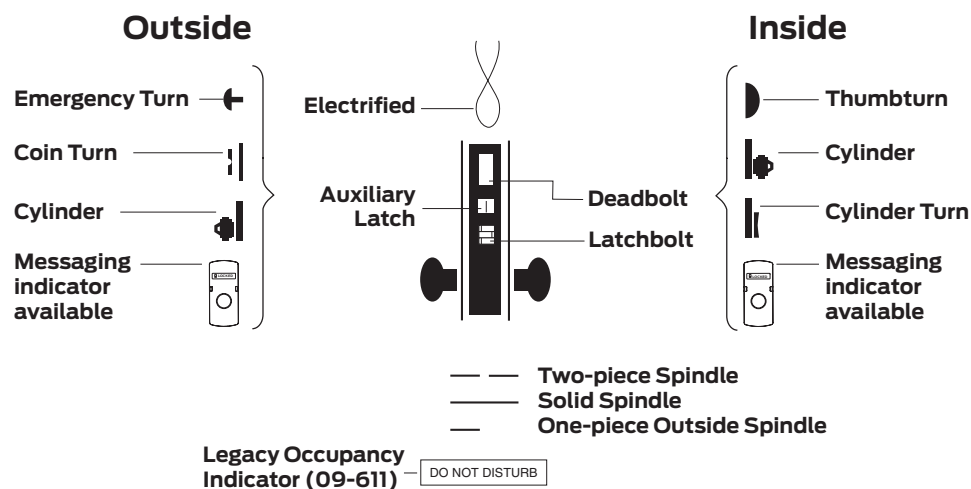 Outside
Inside
Emergency Turn
Coin Turn
Cylinder
Messaging
indicator
available
LOCKED
Electrified
Auxiliary
Latch
Deadbolt
Latchbolt
Thumbturn
Cylinder
Cylinder Turn
Messaging
indicator
available
LOCKED
Two-piece Spindle
Solid Spindle
One-piece Outside Spindle
Legacy Occupancy
Indicator (09-611)
DO NOT DISTURB